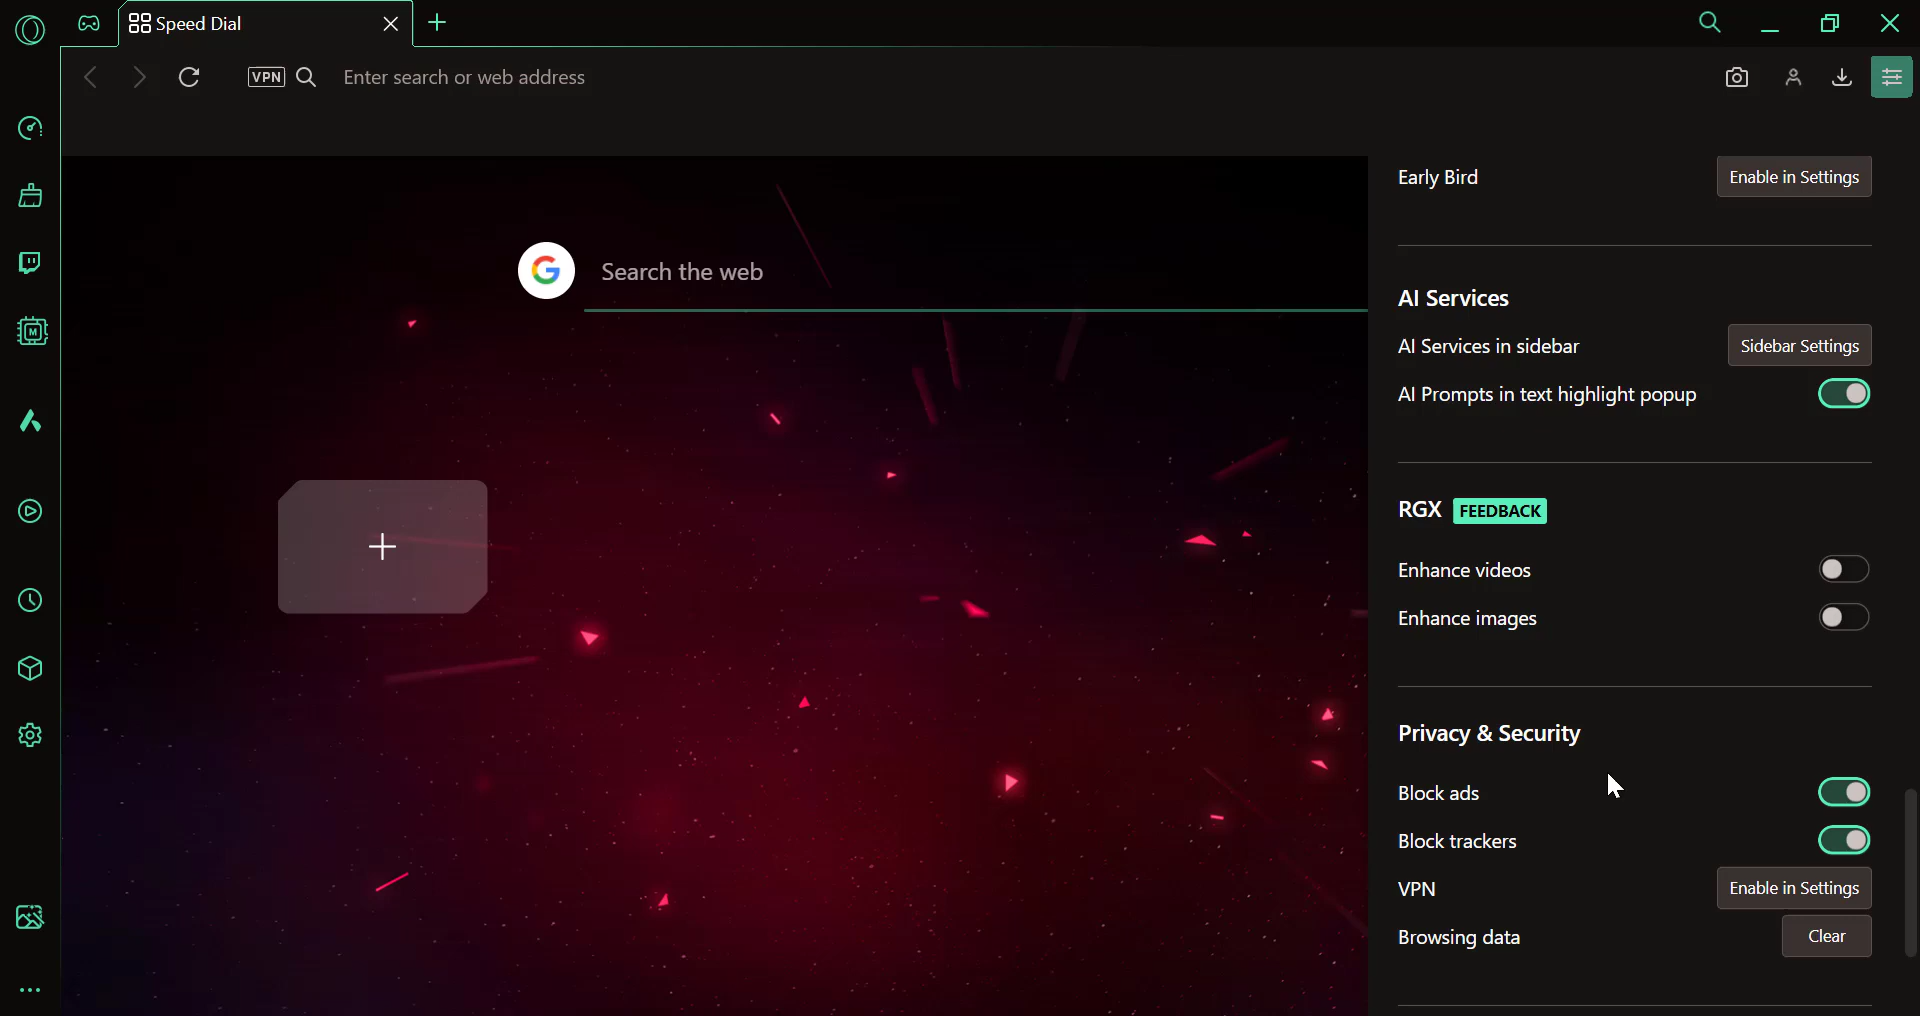 Speed Dial
VPN
Enter search or web address
Search the web
M
Early Bird
Enable in Settings
AI Services
AI Services in sidebar
Sidebar Settings
AI Prompts in text highlight popup
RGX FEEDBACK
Enhance videos
Enhance images
Privacy & Security
Block ads
Block trackers
VPN
Enable in Settings
Browsing data
Clear